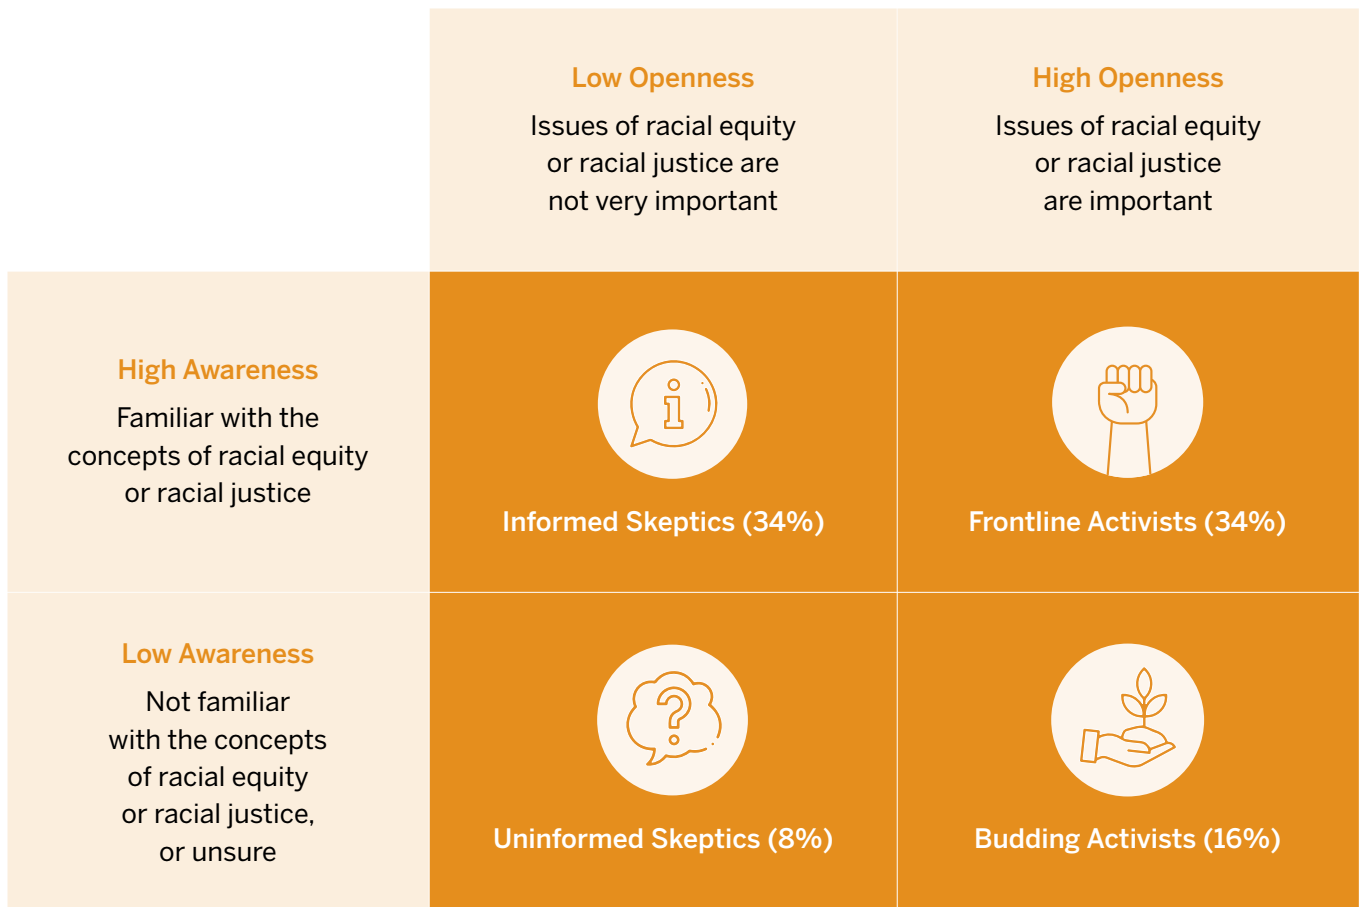 Low Openness
Issues of racial equity
or racial justice are
not very important
High Openness
Issues of racial equity
or racial justice
are important
High Awareness
Familiar with the
concepts of racial equity
or racial justice
i
Informed Skeptics (34%)
Frontline Activists (34%)
Low Awareness
Not familiar
with the concepts
of racial equity
or racial justice,
or unsure
?
Uninformed Skeptics (8%)
Budding Activists (16%)